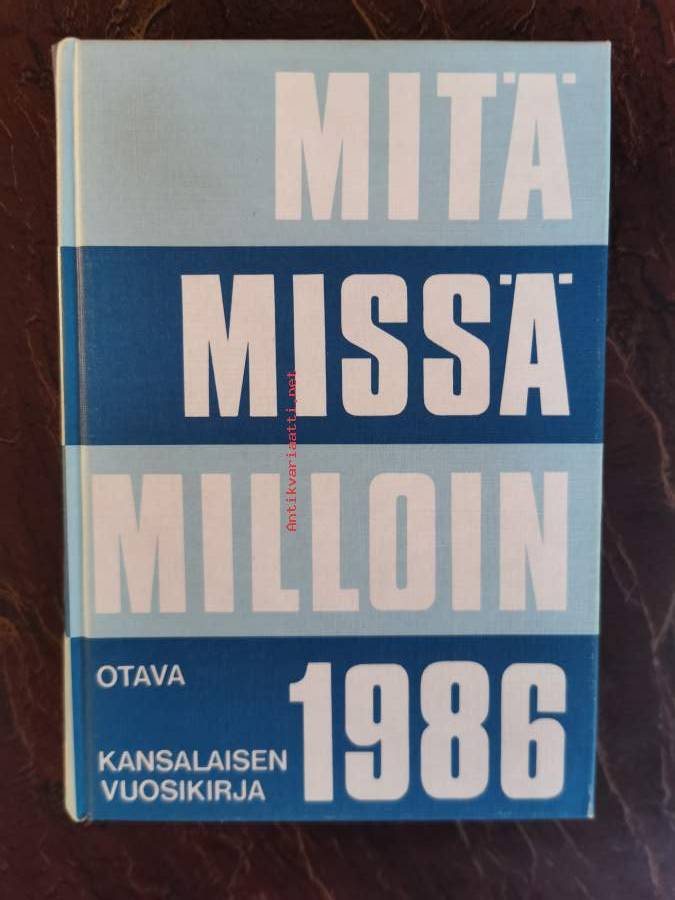 MITÄ
MISSÄ
MILLOIN
1986
OTAVA
KANSALAISEN
VUOSIKIRJA
Antikvariaatti.net